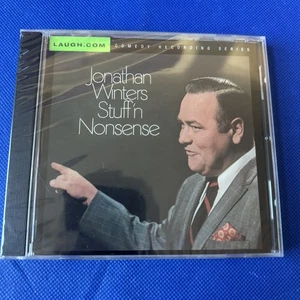 LAUGH.COM COMEDY RECORDING SERIES
Jonathan
Winters
Stuff'n
Nonsense